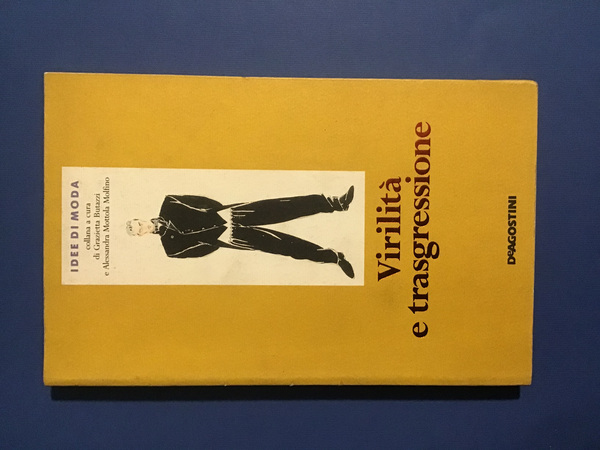 IDEE DI MODA
collana a cura
di Grazietta Butazzi
e Alessandra Mottola Molfino
Virilità
e trasgressione
DeAGOSTINI